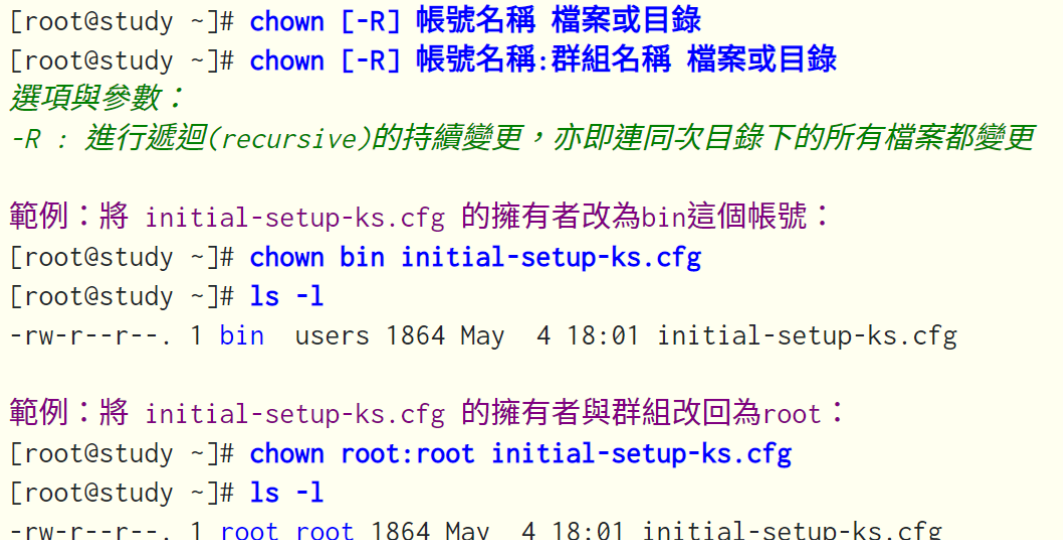 [root@study ~]# chown [-R] 帳號名稱 檔案或目錄
[root@study ~]# chown [-R] 帳號名稱:群組名稱 檔案或目錄
選項與參數：
-R : 進行遞迴(recursive)的持續變更，亦即連同次目錄下的所有檔案都變更
範例：將 initial-setup-ks.cfg 的擁有者改為bin這個帳號：
[root@study ~]# chown bin initial-setup-ks.cfg
[root@study ~]# ls -l
-rw-r--r--. 1 bin  users 1864 May  4 18:01 initial-setup-ks.cfg
範例：將 initial-setup-ks.cfg 的擁有者與群組改回為root：
[root@study ~]# chown root:root initial-setup-ks.cfg
[root@study ~]# ls -l
-rw-r--r--. 1 root root 1864 May  4 18:01 initial-setup-ks.cfg